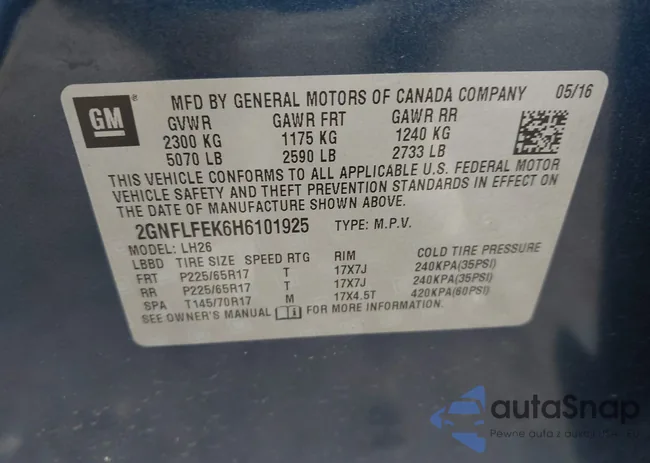 GM ®
MFD BY GENERAL MOTORS OF CANADA COMPANY 05/16
GVWR GAWR FRT GAWR RR
2300 KG 1175 KG 1240 KG
5070 LB 2590 LB 2733 LB
THIS VEHICLE CONFORMS TO ALL APPLICABLE U.S. FEDERAL MOTOR
VEHICLE SAFETY AND THEFT PREVENTION STANDARDS IN EFFECT ON
THE DATE OF MANUFACTURE SHOWN ABOVE.
2GNFLFEK6H6101925 TYPE: M.P.V.
MODEL: LH26
LBBD TIRE SIZE SPEED RTG RIM COLD TIRE PRESSURE
FRT P225/65R17 T 17X7J 240KPA(35PSI)
RR P225/65R17 T 17X7J 240KPA(35PSI)
SPA T145/70R17 M 17X4.5T 420KPA(60PSI)
SEE OWNER'S MANUAL FOR MORE INFORMATION.
autaSnap
Pewne auta z